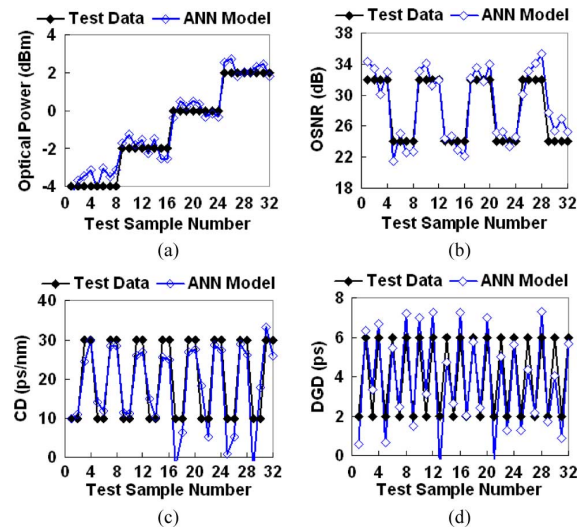 Test Data ANN Model
Optical Power (dBm)
4
2
0
-2
-4
0 4 8 12 16 20 24 28 32
Test Sample Number
(a)
Test Data ANN Model
OSNR (dB)
38
34
30
26
22
18
0 4 8 12 16 20 24 28 32
Test Sample Number
(b)
Test Data ANN Model
CD (ps/nm)
40
30
20
10
0
0 4 8 12 16 20 24 28 32
Test Sample Number
(c)
Test Data ANN Model
DGD (ps)
8
6
4
2
0
0 4 8 12 16 20 24 28 32
Test Sample Number
(d)